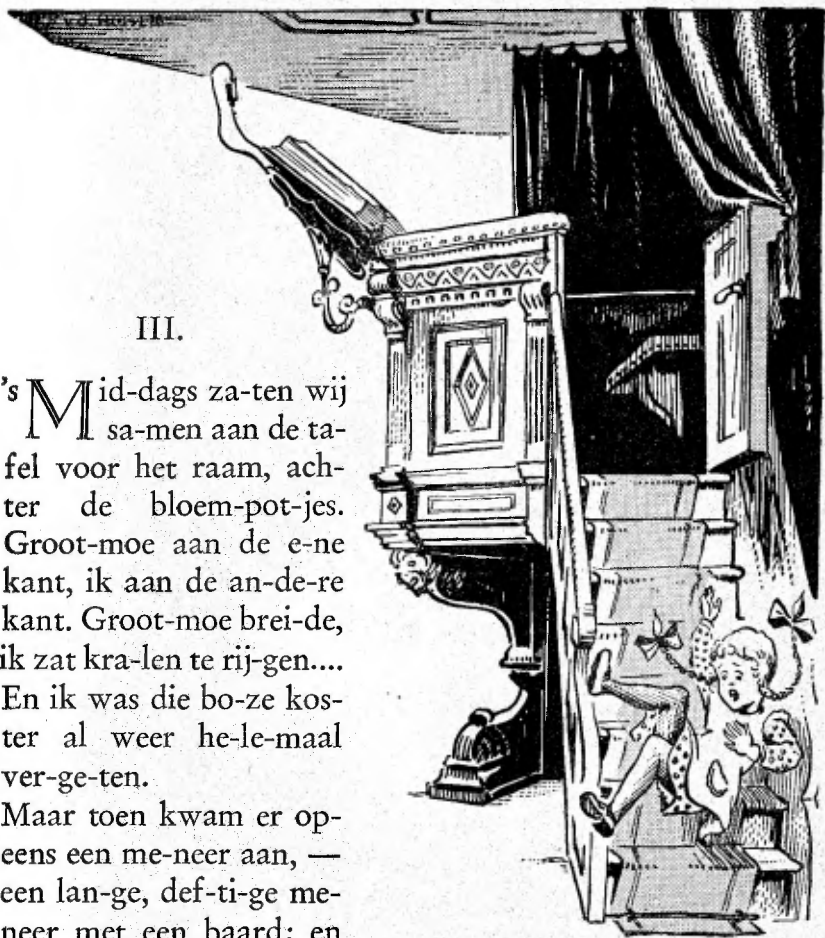 III.
's Mid-dags za-ten wij
sa-men aan de ta-
fel voor het raam, ach-
ter de bloem-pot-jes.
Groot-moe aan de e-ne
kant, ik aan de an-de-re
kant. Groot-moe brei-de,
ik zat kra-len te rij-gen....
En ik was die bo-ze kos-
ter al weer he-le-maal
ver-ge-ten.
Maar toen kwam er op-
eens een me-neer aan, —
een lan-ge, def-ti-ge me-
neer met een baard; en